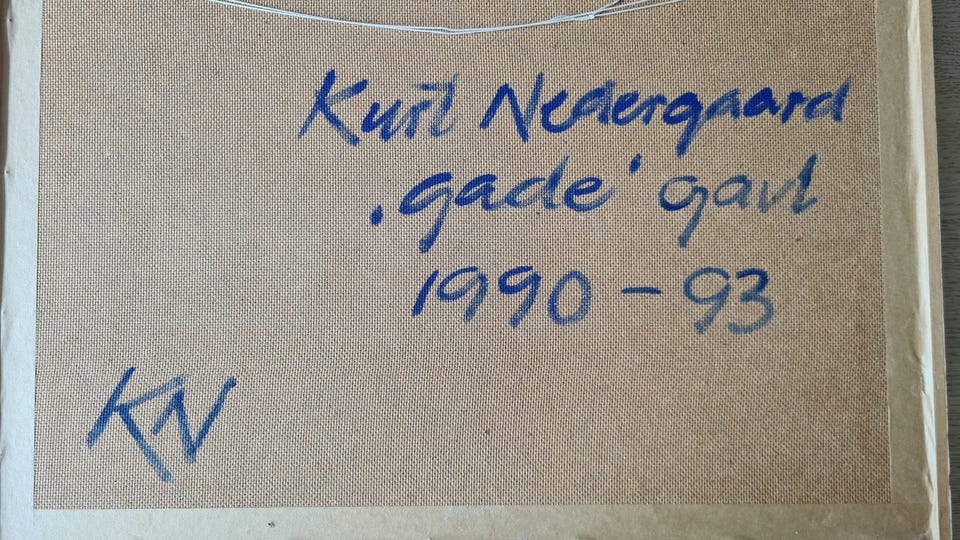 Kurt Nedergaard
‚gade' gavl
1990 - 93
KN